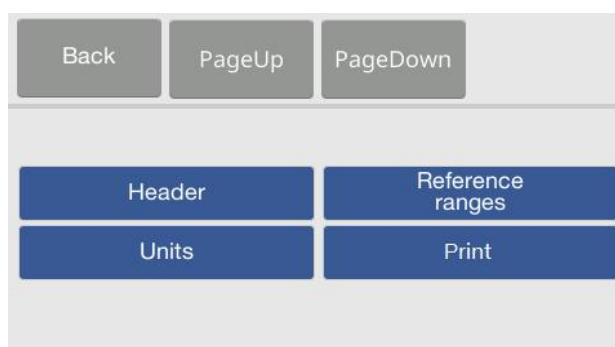 Back
PageUp
PageDown
Header
Reference
ranges
Units
Print